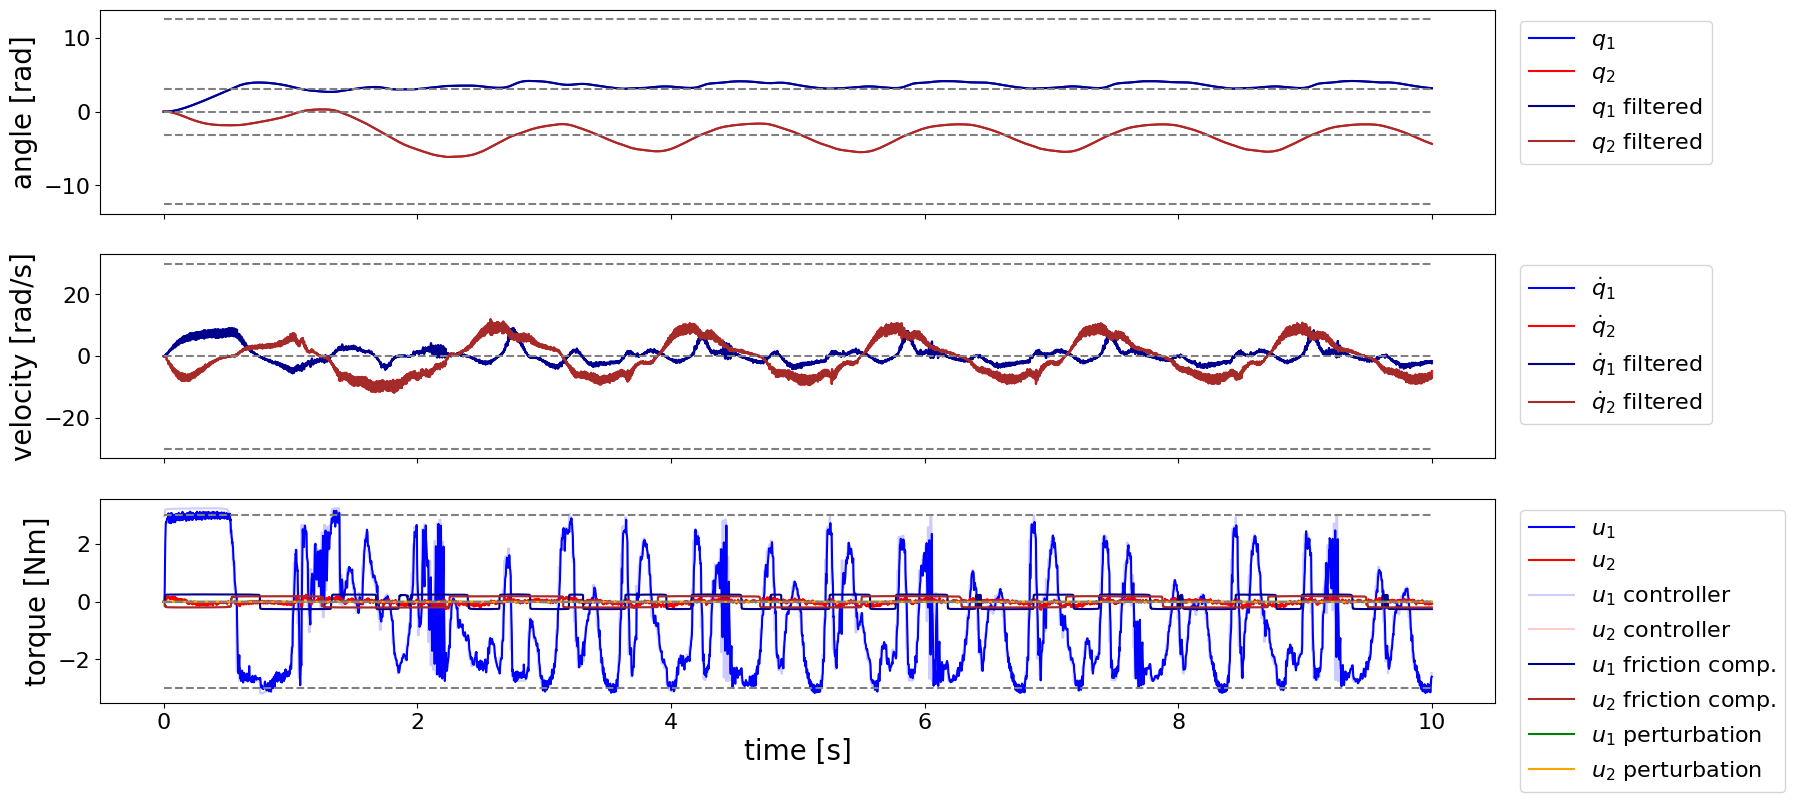 angle [rad]
10
0
−10
q₁
q₂
q₁ filtered
q₂ filtered
velocity [rad/s]
20
0
−20
q̇₁
q̇₂
q̇₁ filtered
q̇₂ filtered
torque [Nm]
2
0
−2
0 2 4 6 8 10
time [s]
u₁
u₂
u₁ controller
u₂ controller
u₁ friction comp.
u₂ friction comp.
u₁ perturbation
u₂ perturbation